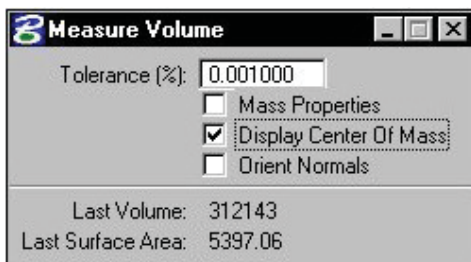 Measure Volume
Tolerance (%): 0.001000
Mass Properties
Display Center Of Mass
Orient Normals
Last Volume: 312143
Last Surface Area: 5397.06